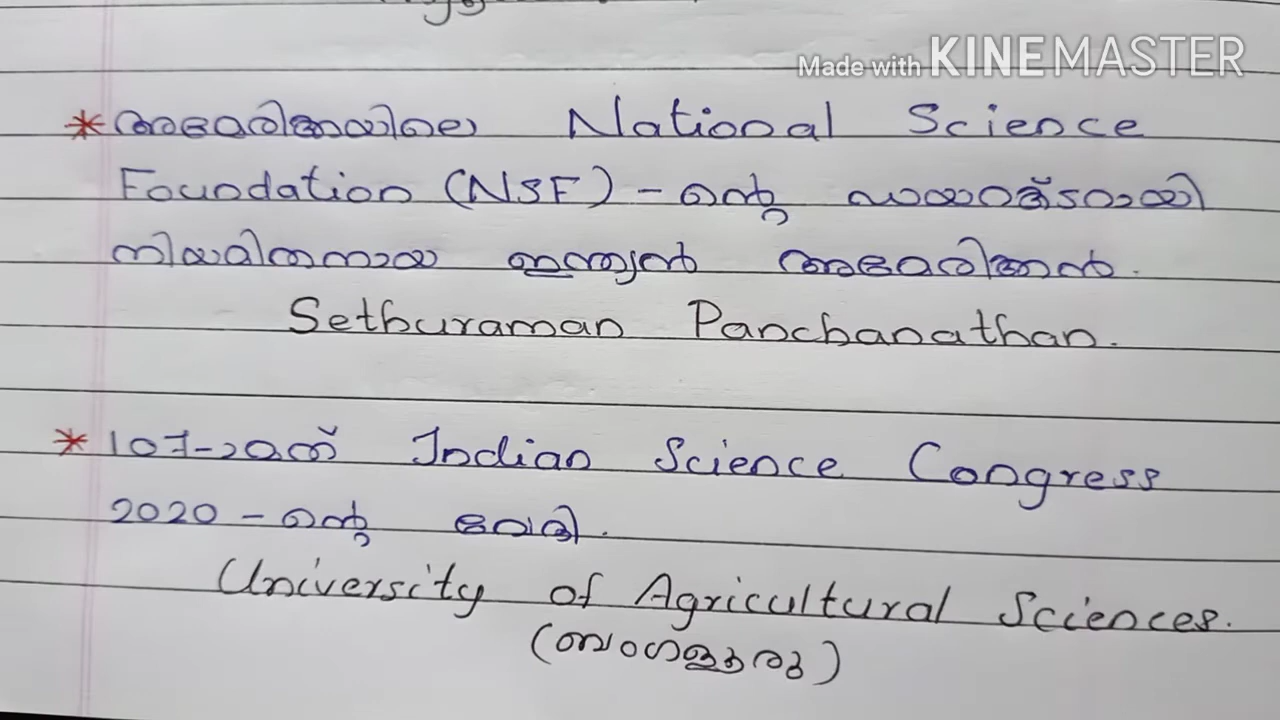 Made with KINEMASTER
* അമേരിക്കയിലെ National Science
Foundation (NSF) - ന്റെ ഡയറക്ടറായി
നിയമിതനായ ഇന്ത്യൻ അമേരിക്കൻ.
Sethuraman Panchanathan.
* 107-ാമത് Indian Science Congress
2020 - ന്റെ വേദി.
University of Agricultural Sciences.
(ബംഗളൂരു)